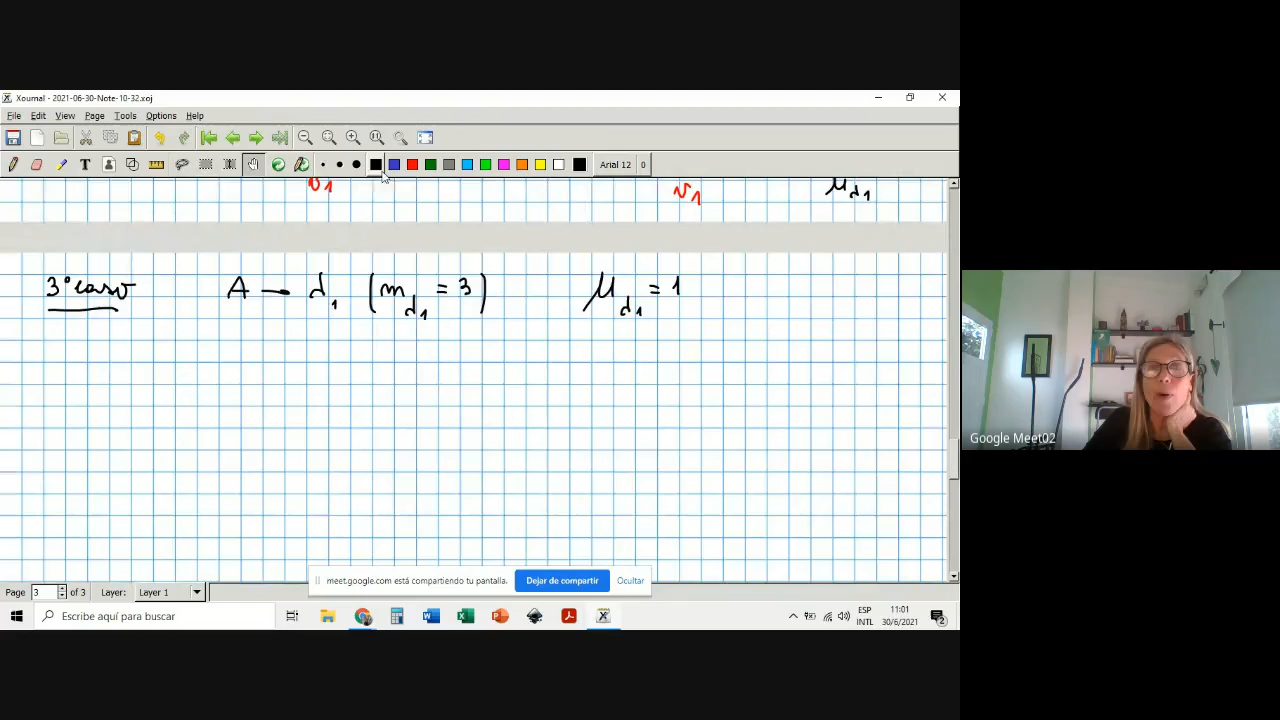 Xournal - 2021-06-30-Note-10-32.xoj
File Edit View Page Tools Options Help
Arial 12 0
v1 v1 μd1
3° caso A — d1 (md1 = 3) μd1 = 1
Google Meet02
meet.google.com está compartiendo tu pantalla. Dejar de compartir Ocultar
Page 3 of 3 Layer: Layer 1
Escribe aquí para buscar
ESP 11:01
INTL 30/6/2021 2